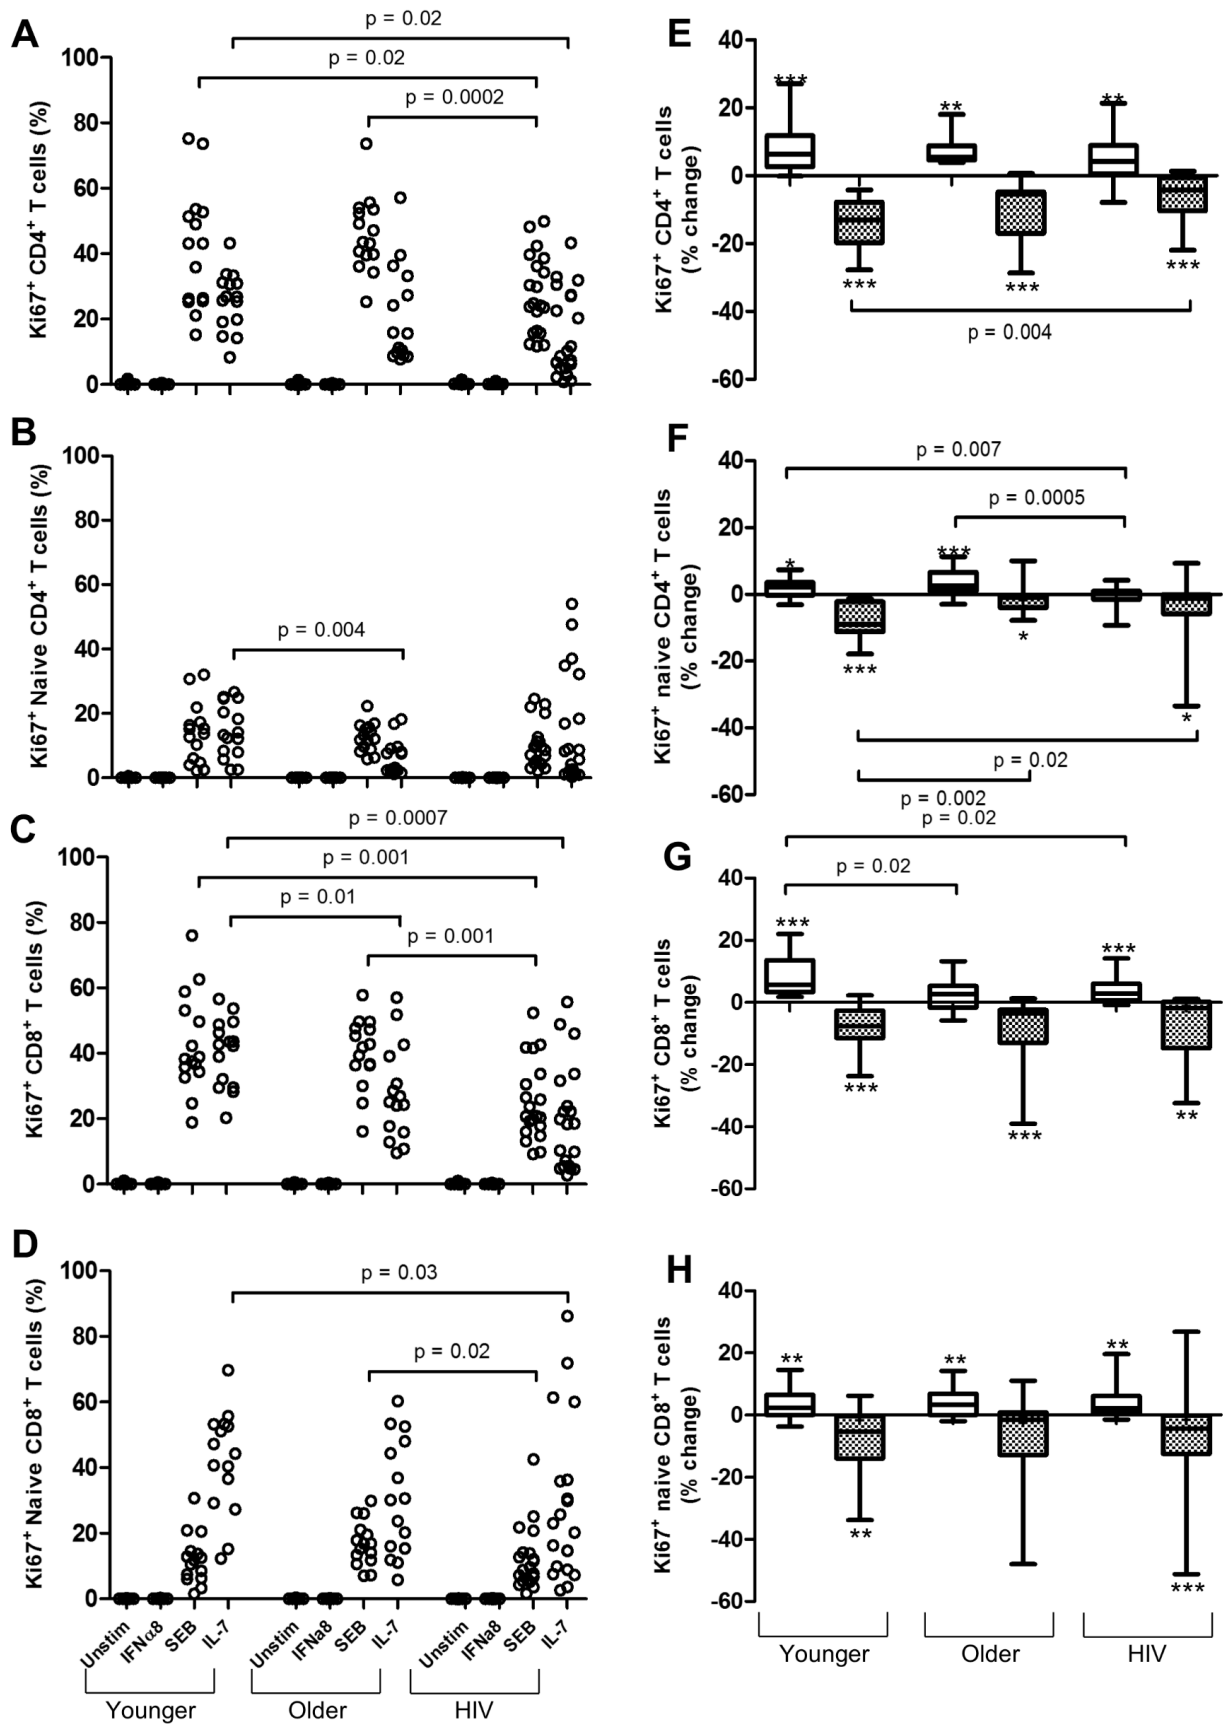 A
Ki67+ CD4+ T cells (%)
100
80
60
40
20
0
p = 0.02
p = 0.02
p = 0.0002
B
Ki67+ Naive CD4+ T cells (%)
100
80
60
40
20
0
p = 0.004
C
Ki67+ CD8+ T cells (%)
100
80
60
40
20
0
p = 0.0007
p = 0.001
p = 0.01
p = 0.001
D
Ki67+ Naive CD8+ T cells (%)
100
80
60
40
20
0
p = 0.03
p = 0.02
Unstim
IFNα8
SEB
IL-7
Unstim
IFNa8
SEB
IL-7
Unstim
IFNa8
SEB
IL-7
Younger
Older
HIV
E
Ki67+ CD4+ T cells
(% change)
40
20
0
-20
-40
-60
***
**
**
***
***
***
p = 0.004
F
Ki67+ naive CD4+ T cells
(% change)
40
20
0
-20
-40
-60
p = 0.007
p = 0.0005
*
***
***
*
*
p = 0.02
p = 0.002
G
Ki67+ CD8+ T cells
(% change)
40
20
0
-20
-40
-60
p = 0.02
p = 0.02
***
***
***
***
**
H
Ki67+ naive CD8+ T cells
(% change)
40
20
0
-20
-40
-60
**
**
**
**
***
Younger
Older
HIV